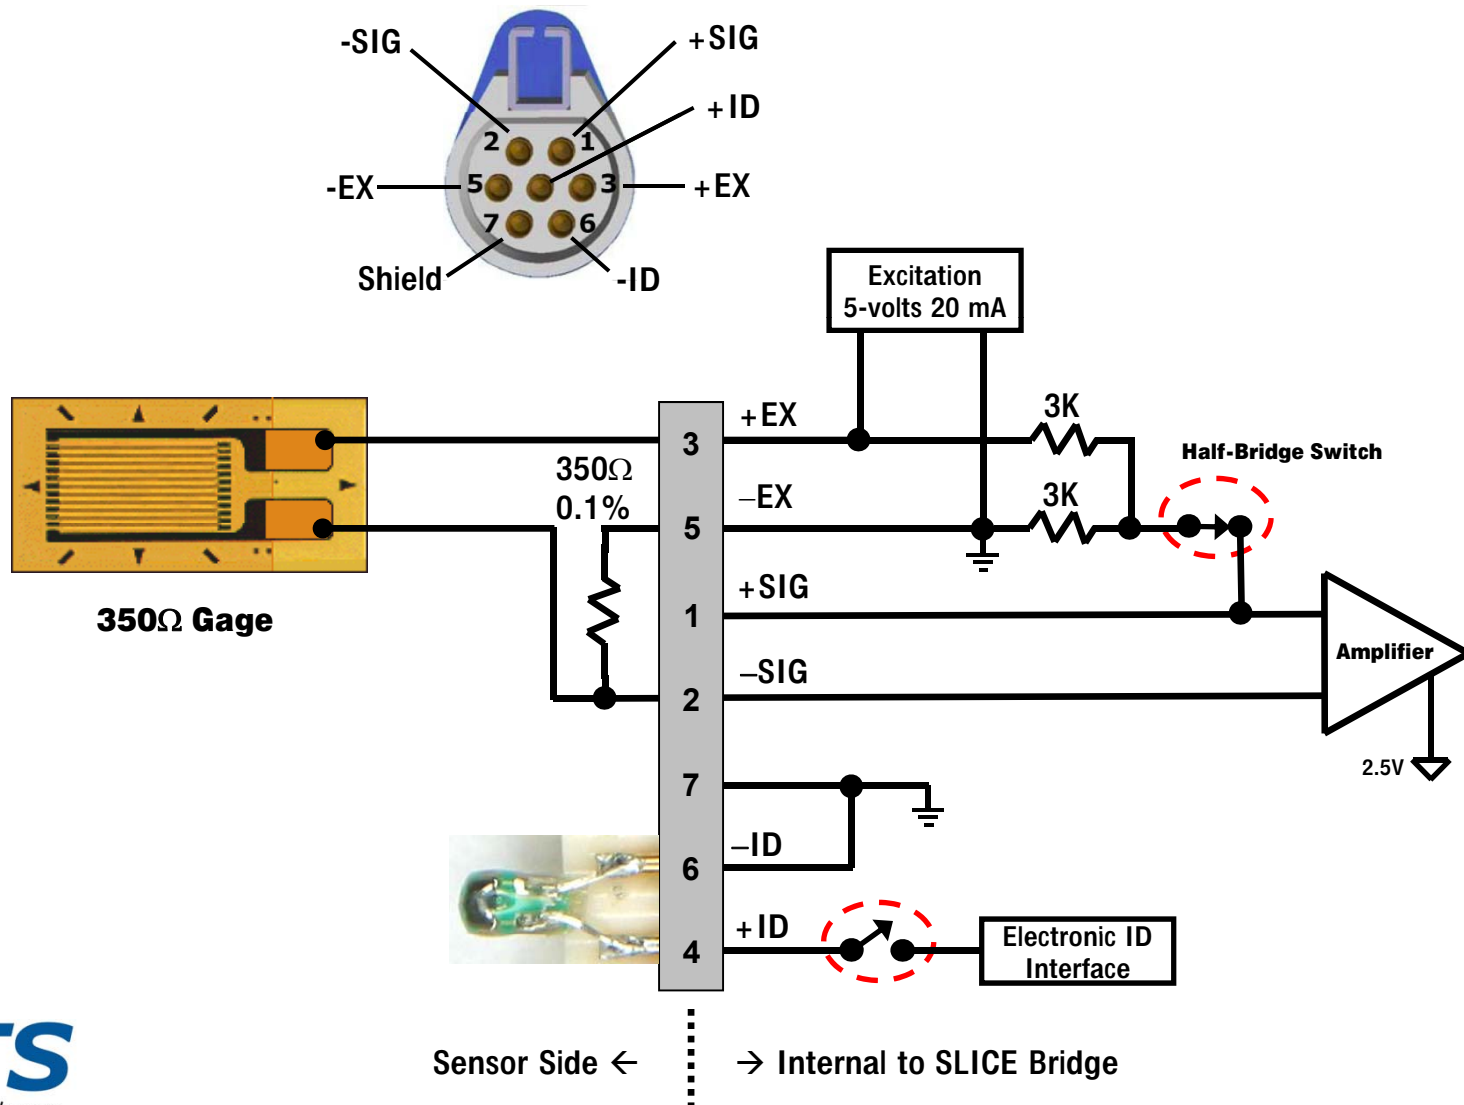 -SIG
+SIG
+ID
2
1
-EX
5
3
+EX
7
6
Shield
-ID
Excitation
5-volts 20 mA
+EX
3K
3
Half-Bridge Switch
350Ω
0.1%
–EX
3K
5
+SIG
350Ω Gage
1
Amplifier
–SIG
2
2.5V
7
–ID
6
+ID
4
Electronic ID
Interface
TS
Sensor Side ←
→ Internal to SLICE Bridge